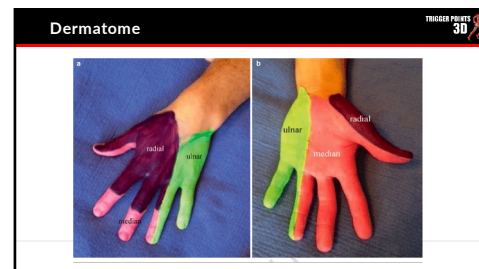 Dermatome
TRIGGER POINTS
3D
a
radial
ulnar
median
b
ulnar
radial
median